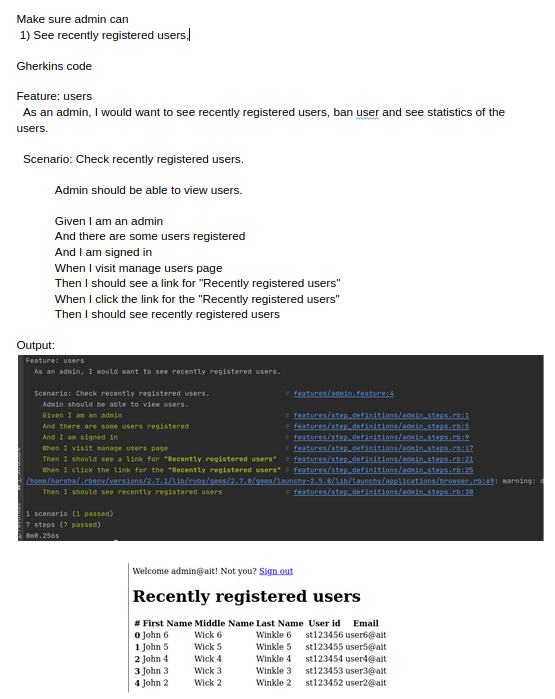 Make sure admin can
1) See recently registered users,
Gherkins code
Feature: users
As an admin, I would want to see recently registered users, ban user and see statistics of the
users.
Scenario: Check recently registered users.
Admin should be able to view users.
Given I am an admin
And there are some users registered
And I am signed in
When I visit manage users page
Then I should see a link for "Recently registered users"
When I click the link for the "Recently registered users"
Then I should see recently registered users
Output:
Feature: users
As an admin, I would want to see recently registered users.
Scenario: Check recently registered users. # features/admin.feature:4
Admin should be able to view users.
Given I am an admin # features/step_definitions/admin_steps.rb:1
And there are some users registered # features/step_definitions/admin_steps.rb:5
And I am signed in # features/step_definitions/admin_steps.rb:9
When I visit manage users page # features/step_definitions/admin_steps.rb:17
Then I should see a link for "Recently registered users" # features/step_definitions/admin_steps.rb:21
When I click the link for the "Recently registered users" # features/step_definitions/admin_steps.rb:25
/home/harsha/.rbenv/versions/2.7.1/lib/ruby/gems/2.7.0/gems/launchy-2.5.0/lib/launchy/applications/browser.rb:69: warning:
Then I should see recently registered users # features/step_definitions/admin_steps.rb:30
1 scenario (1 passed)
7 steps (7 passed)
0m0.256s
Welcome admin@ait! Not you? Sign out
Recently registered users
# First Name Middle Name Last Name User id Email
0 John 6 Wick 6 Winkle 6 st123456 user6@ait
1 John 5 Wick 5 Winkle 5 st123455 user5@ait
2 John 4 Wick 4 Winkle 4 st123454 user4@ait
3 John 3 Wick 3 Winkle 3 st123453 user3@ait
4 John 2 Wick 2 Winkle 2 st123452 user2@ait